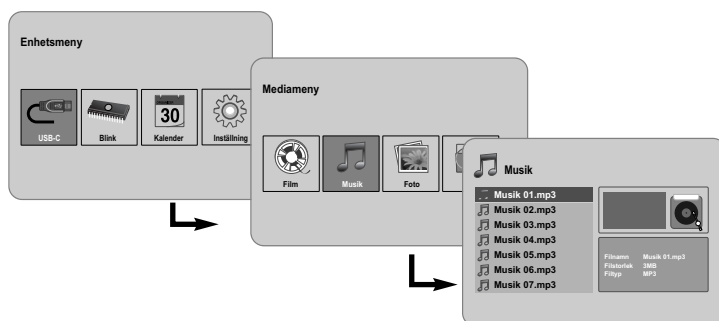 Enhetsmeny
USB-C
Blink
30
Kalender
Inställning
Mediameny
Film
Musik
Foto
Musik
Musik 01.mp3
Musik 02.mp3
Musik 03.mp3
Musik 04.mp3
Musik 05.mp3
Musik 06.mp3
Musik 07.mp3
Filnamn Musik 01.mp3
Filstorlek 3MB
Filtyp MP3